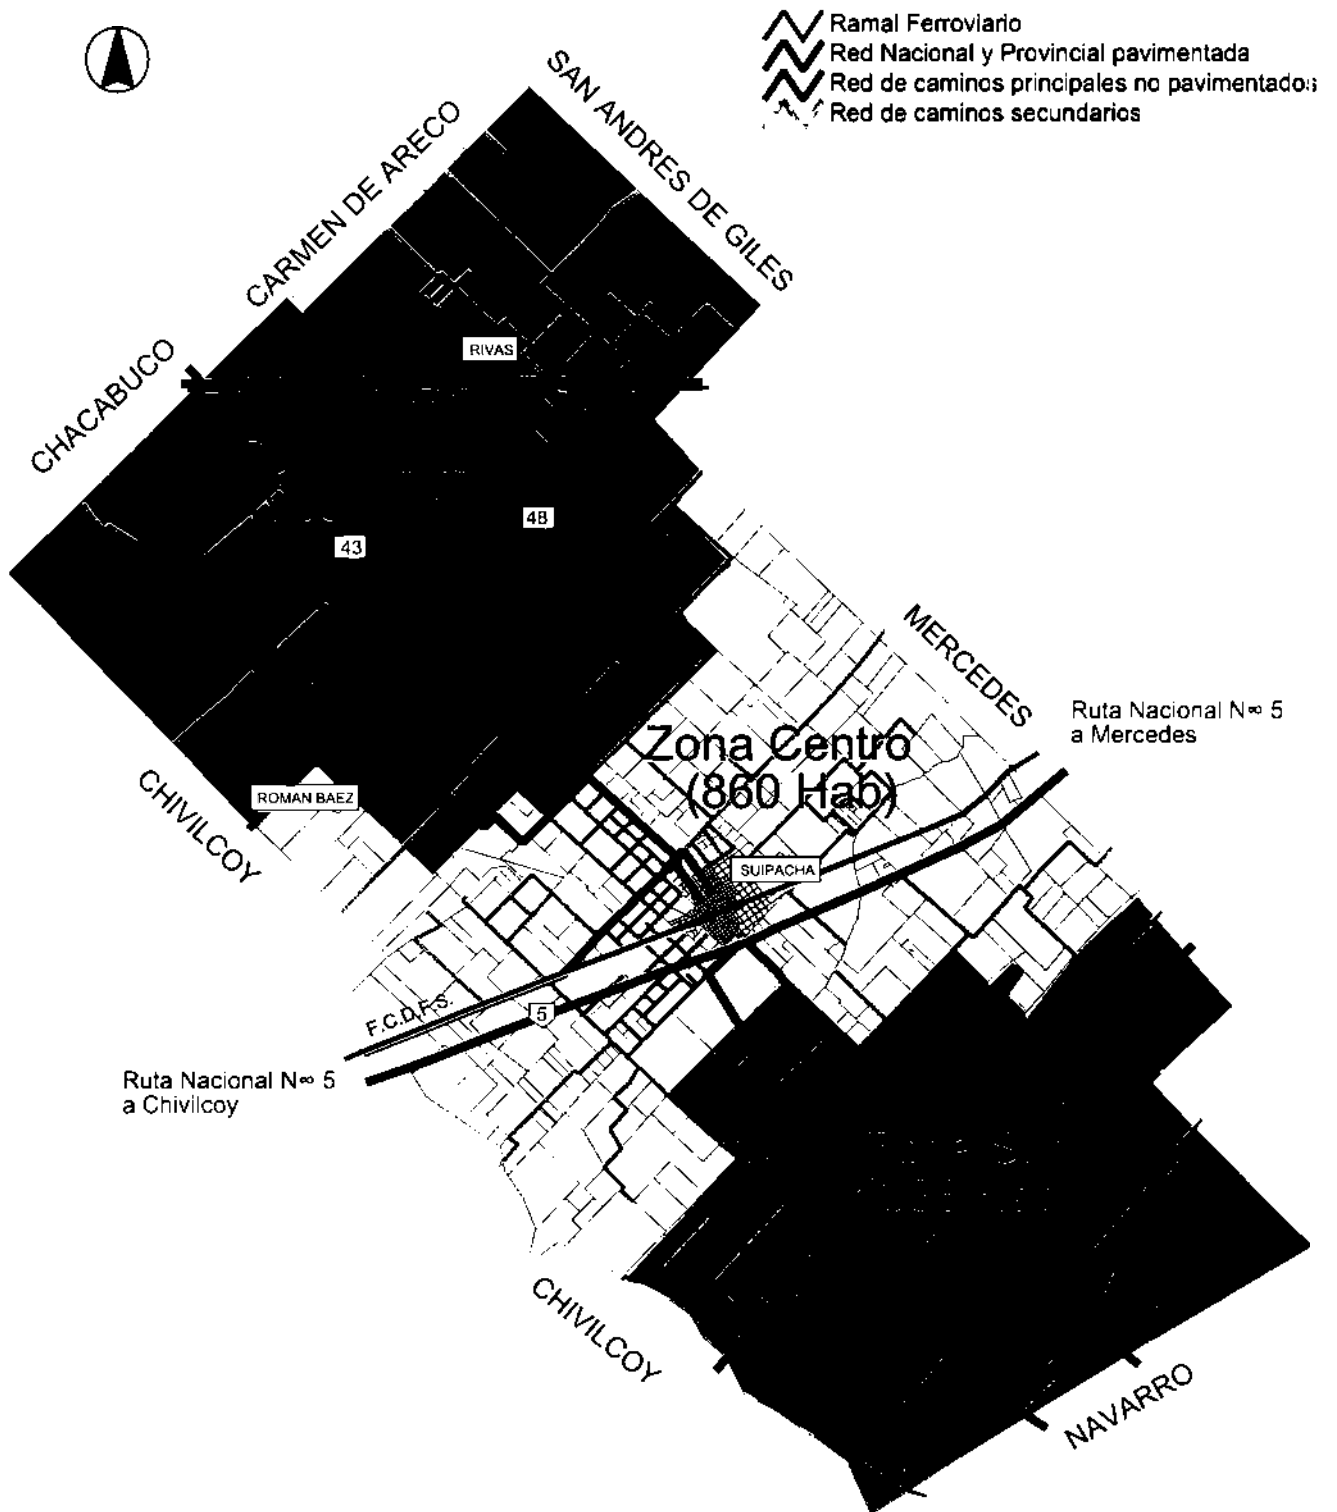 Ramal Ferroviario
Red Nacional y Provincial pavimentada
Red de caminos principales no pavimentados
Red de caminos secundarios
SAN ANDRES DE GILES
CARMEN DE ARECO
CHACABUCO
RIVAS
48
43
MERCEDES
Ruta Nacional N∞ 5
a Mercedes
Zona Centro
(860 Hab)
CHIVILCOY
ROMAN BAEZ
SUIPACHA
F.C.D.F.S.
5
Ruta Nacional N∞ 5
a Chivilcoy
CHIVILCOY
NAVARRO